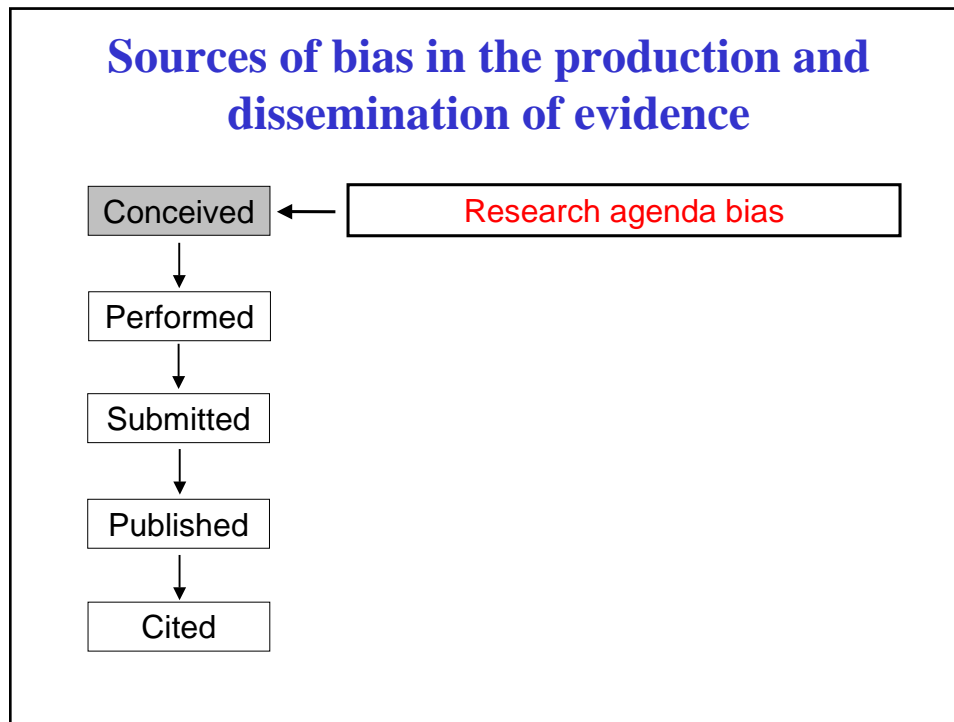 Sources of bias in the production and
dissemination of evidence
Conceived
Research agenda bias
Performed
Submitted
Published
Cited